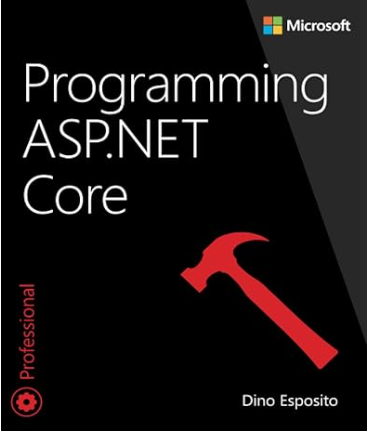 Microsoft
Programming
ASP.NET
Core
Professional
Dino Esposito